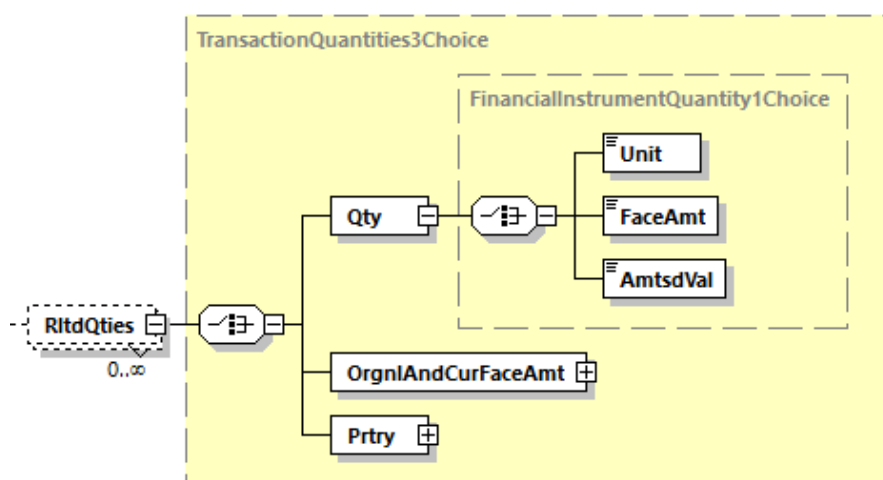 TransactionQuantities3Choice
FinancialInstrumentQuantity1Choice
Unit
Qty
FaceAmt
AmtsdVal
RltdQties
0..∞
OrgnlAndCurFaceAmt
Prtry